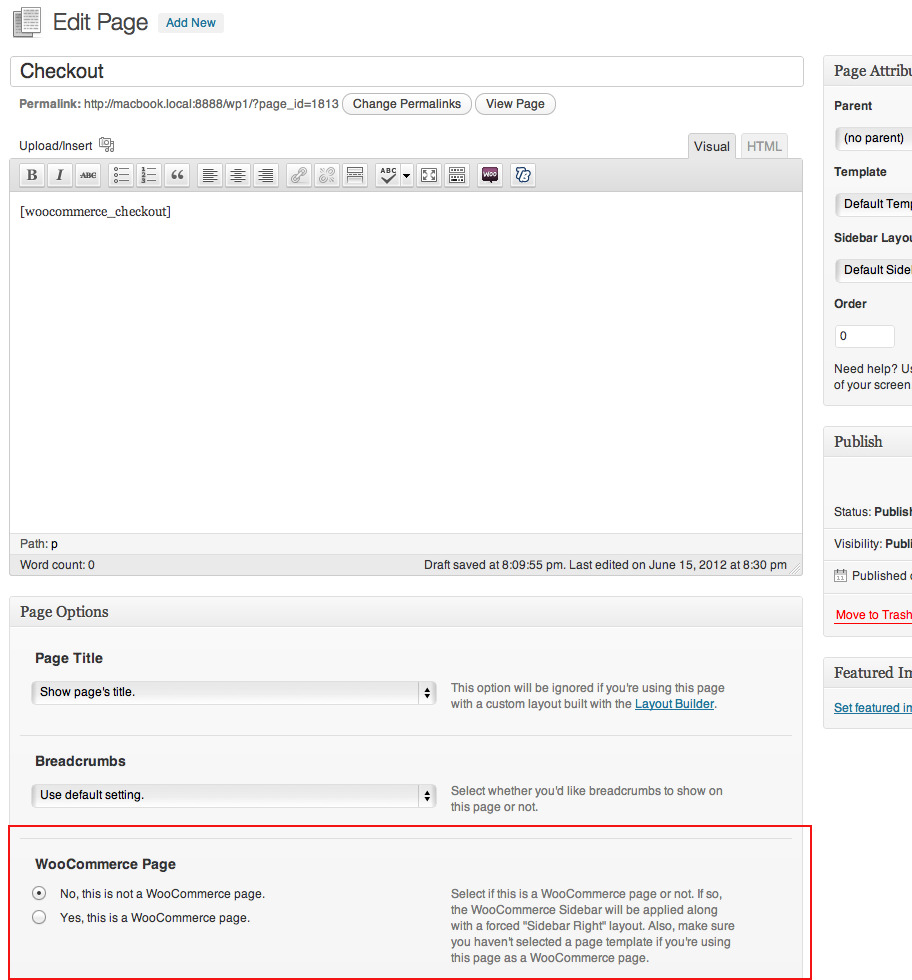 Edit Page Add New
Checkout
Permalink: http://macbook.local:8888/wp1/?page_id=1813 Change Permalinks View Page
Upload/Insert
Visual HTML
B I ABC ABC WOO
[woocommerce_checkout]
Path: p
Word count: 0 Draft saved at 8:09:55 pm. Last edited on June 15, 2012 at 8:30 pm
Page Options
Page Title
Show page's title.
This option will be ignored if you're using this page
with a custom layout built with the Layout Builder.
Breadcrumbs
Use default setting.
Select whether you'd like breadcrumbs to show on
this page or not.
WooCommerce Page
No, this is not a WooCommerce page.
Yes, this is a WooCommerce page.
Select if this is a WooCommerce page or not. If so,
the WooCommerce Sidebar will be applied along
with a forced "Sidebar Right" layout. Also, make sure
you haven't selected a page template if you're using
this page as a WooCommerce page.
Page Attribu
Parent
(no parent)
Template
Default Temp
Sidebar Layou
Default Sideb
Order
0
Need help? Us
of your screen
Publish
Status: Publish
Visibility: Publi
Published o
Move to Trash
Featured Im
Set featured im